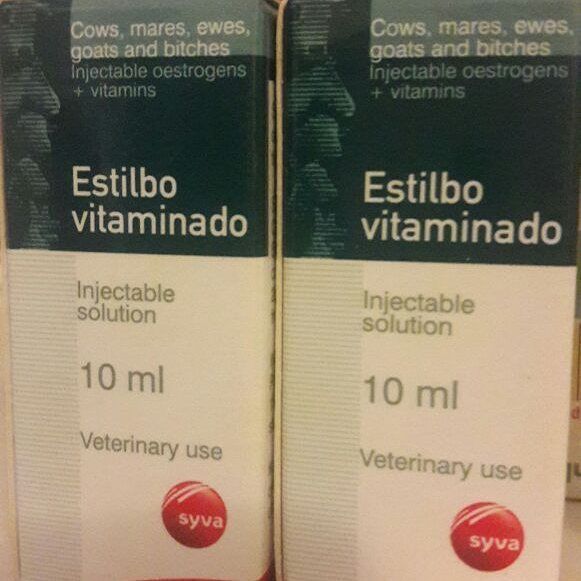 Cows, mares, ewes,
goats and bitches
Injectable oestrogens
+ vitamins
Estilbo
vitaminado
Injectable
solution
10 ml
Veterinary use
syva
Cows, mares, ewes,
goats and bitches
Injectable oestrogens
+ vitamins
Estilbo
vitaminado
Injectable
solution
10 ml
Veterinary use
syva